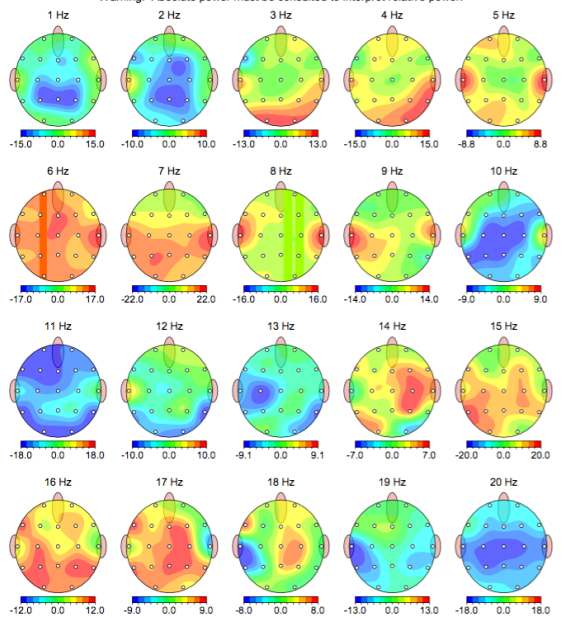 Warning: Absolute power must be consulted to interpret relative power.
1 Hz 2 Hz 3 Hz 4 Hz 5 Hz
-15.0 0.0 15.0 -10.0 0.0 10.0 -13.0 0.0 13.0 -15.0 0.0 15.0 -8.8 0.0 8.8
6 Hz 7 Hz 8 Hz 9 Hz 10 Hz
-17.0 0.0 17.0 -22.0 0.0 22.0 -16.0 0.0 16.0 -14.0 0.0 14.0 -9.0 0.0 9.0
11 Hz 12 Hz 13 Hz 14 Hz 15 Hz
-18.0 0.0 18.0 -10.0 0.0 10.0 -9.1 0.0 9.1 -7.0 0.0 7.0 -20.0 0.0 20.0
16 Hz 17 Hz 18 Hz 19 Hz 20 Hz
-12.0 0.0 12.0 -9.0 0.0 9.0 -8.0 0.0 8.0 -13.0 0.0 13.0 -18.0 0.0 18.0